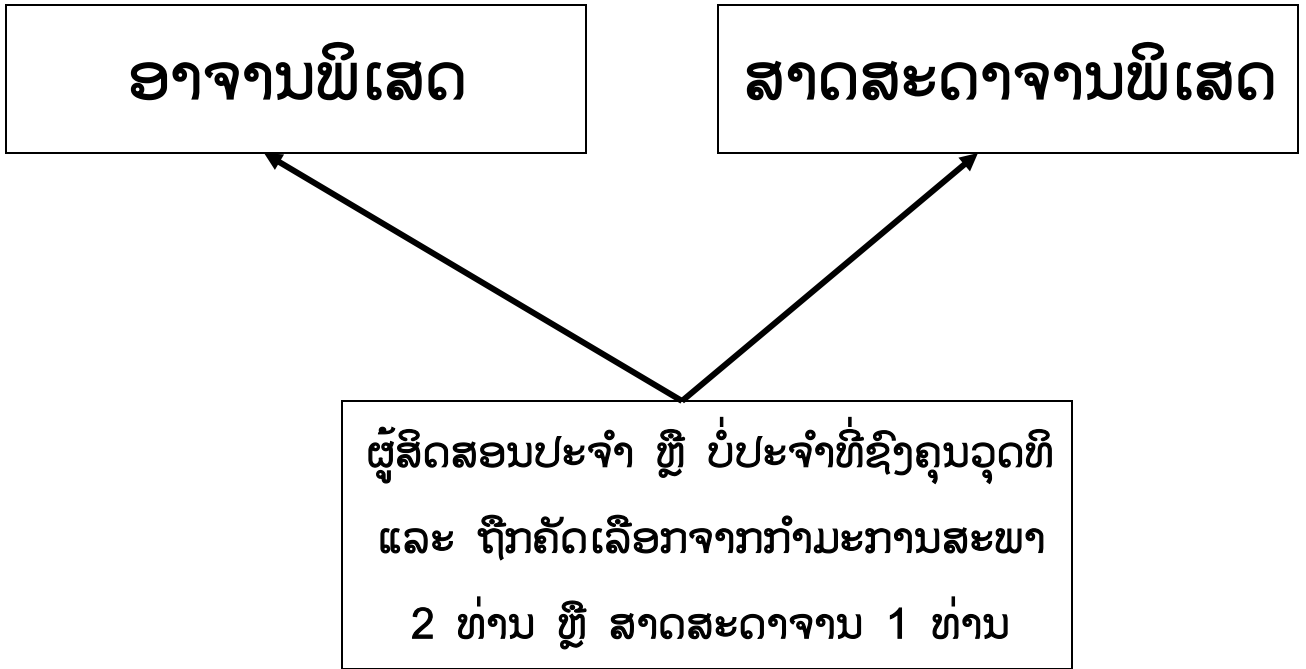 ອາຈານພິເສດ
ສາດສະດາຈານພິເສດ
ຜູ້ສິດສອນປະຈຳ ຫຼື ບໍ່ປະຈຳທີ່ຊົງຄຸນວຸດທິ
ແລະ ຖືກຄັດເລືອກຈາກກຳມະການສະພາ
2 ທ່ານ ຫຼື ສາດສະດາຈານ 1 ທ່ານ